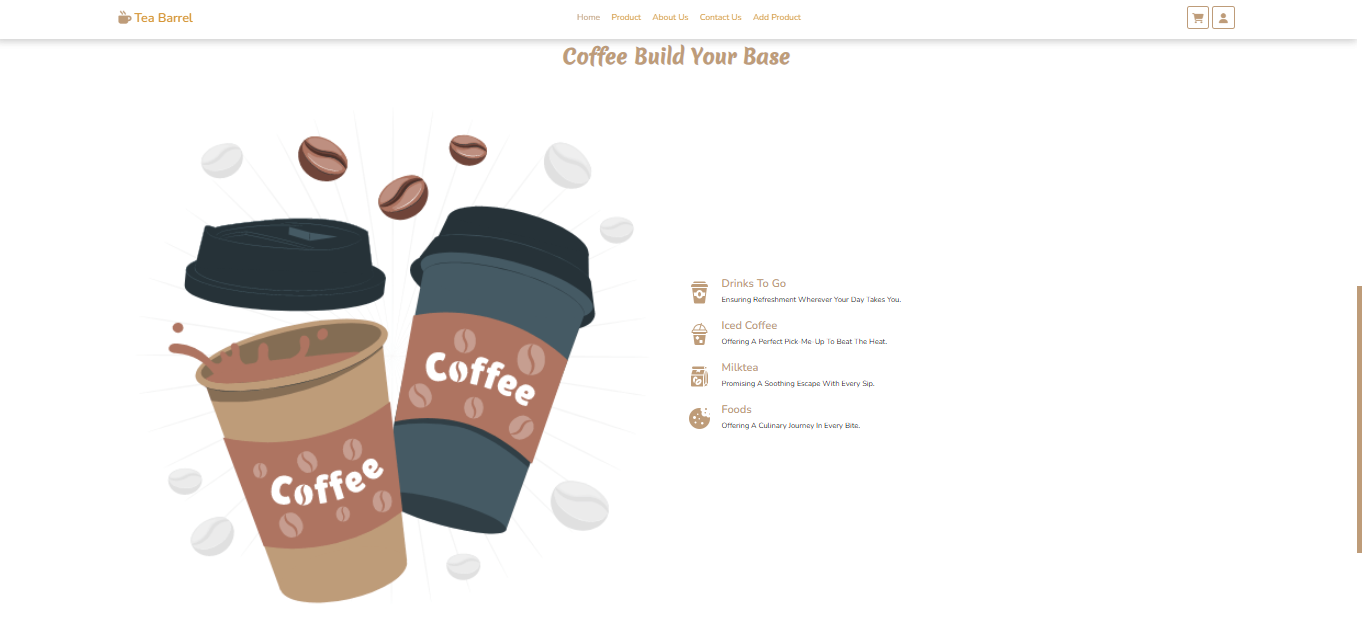 Tea Barrel
Home Product About Us Contact Us Add Product
Coffee Build Your Base
Coffee
Coffee
Drinks To Go
Ensuring Refreshment Wherever Your Day Takes You.
Iced Coffee
Offering A Perfect Pick-Me-Up To Beat The Heat.
Milktea
Promising A Soothing Escape With Every Sip.
Foods
Offering A Culinary Journey In Every Bite.